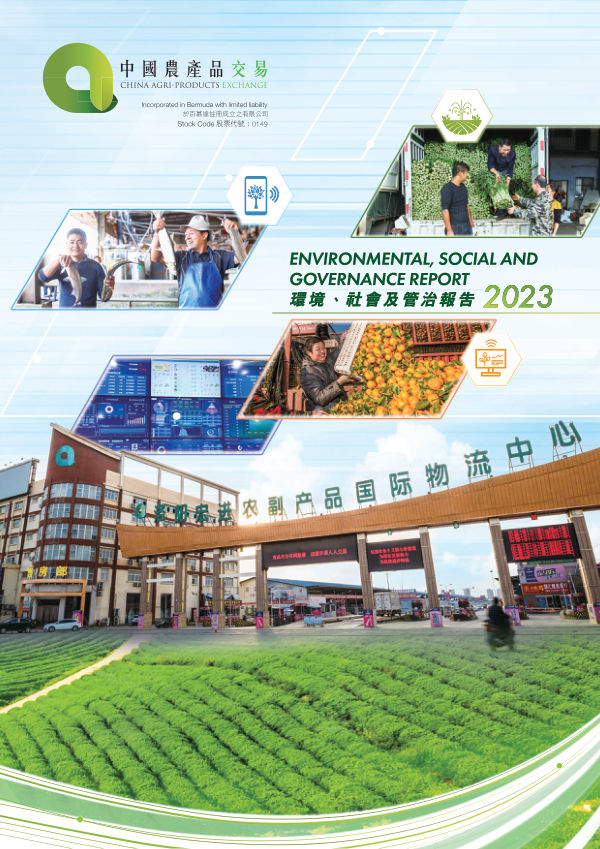 中國農產品交易
CHINA AGRI-PRODUCTS EXCHANGE
Incorporated in Bermuda with limited liability
於百慕達註冊成立之有限公司
Stock Code 股票代號：0149
ENVIRONMENTAL, SOCIAL AND
GOVERNANCE REPORT
環境、社會及管治報告 2023
宏进农副产品国际物流中心